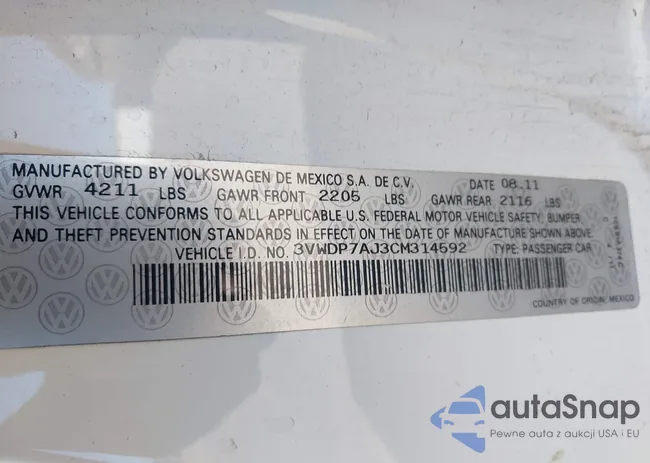 MANUFACTURED BY VOLKSWAGEN DE MEXICO S.A. DE C.V. DATE 08.11
GVWR 4211 LBS GAWR FRONT 2205 LBS GAWR REAR 2116 LBS
THIS VEHICLE CONFORMS TO ALL APPLICABLE U.S. FEDERAL MOTOR VEHICLE SAFETY, BUMPER
AND THEFT PREVENTION STANDARDS IN EFFECT ON THE DATE OF MANUFACTURE SHOWN ABOVE.
VEHICLE I.D. NO. 3VWDP7AJ3CM314592 TYPE: PASSENGER CAR
COUNTRY OF ORIGIN: MEXICO
autoSnap
Pewne auta z aukcji USA i EU